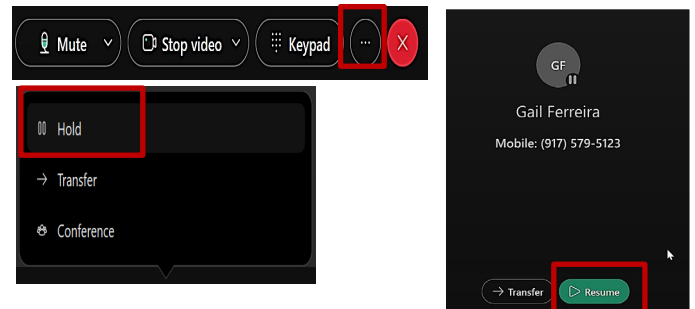 Mute
Stop video
Keypad
...
X
Hold
Transfer
Conference
GF
Gail Ferreira
Mobile: (917) 579-5123
Transfer
Resume